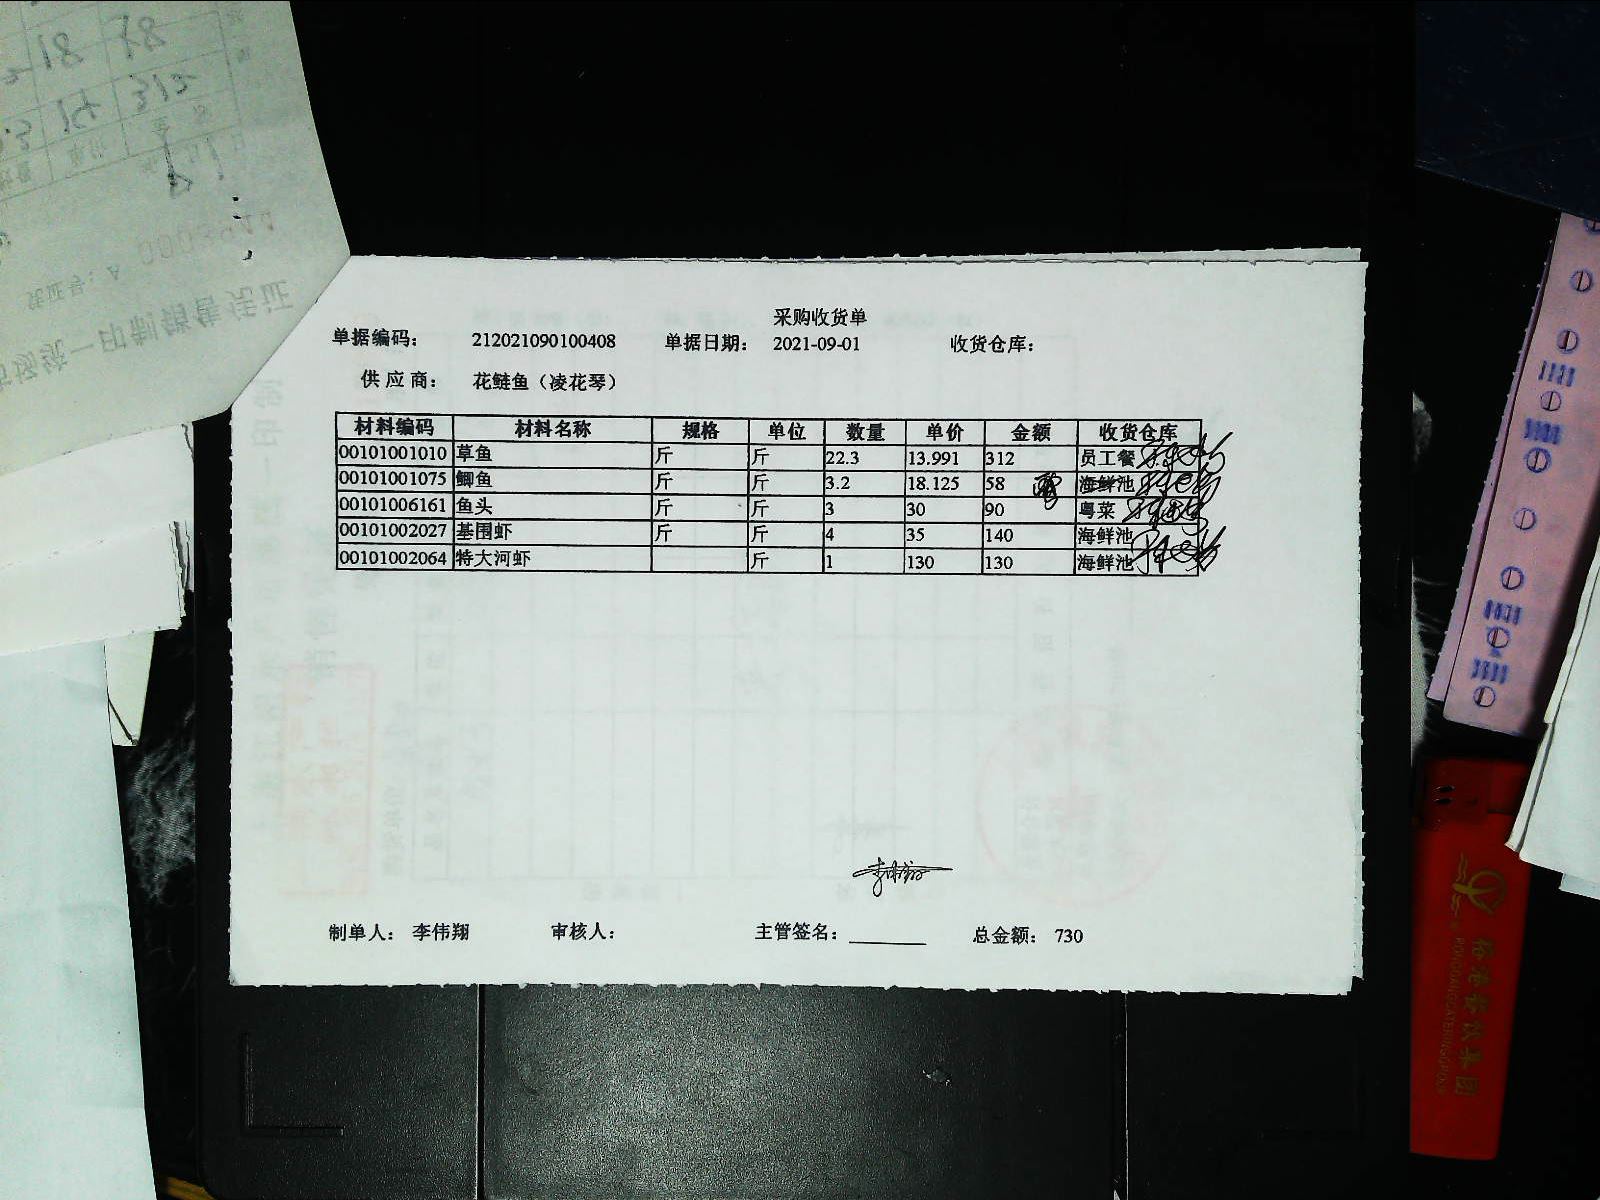 采购收货单
单据编码： 212021090100408 单据日期： 2021-09-01 收货仓库：
供应商： 花鲢鱼（凌花琴）
材料编码 材料名称 规格 单位 数量 单价 金额 收货仓库
00101001010 草鱼 斤 斤 22.3 13.991 312 员工餐
00101001075 鲫鱼 斤 斤 3.2 18.125 58 海鲜池
00101006161 鱼头 斤 斤 3 30 90 粤菜
00101002027 基围虾 斤 斤 4 35 140 海鲜池
00101002064 特大河虾 斤 1 130 130 海鲜池
制单人： 李伟翔 审核人： 主管签名： 总金额： 730